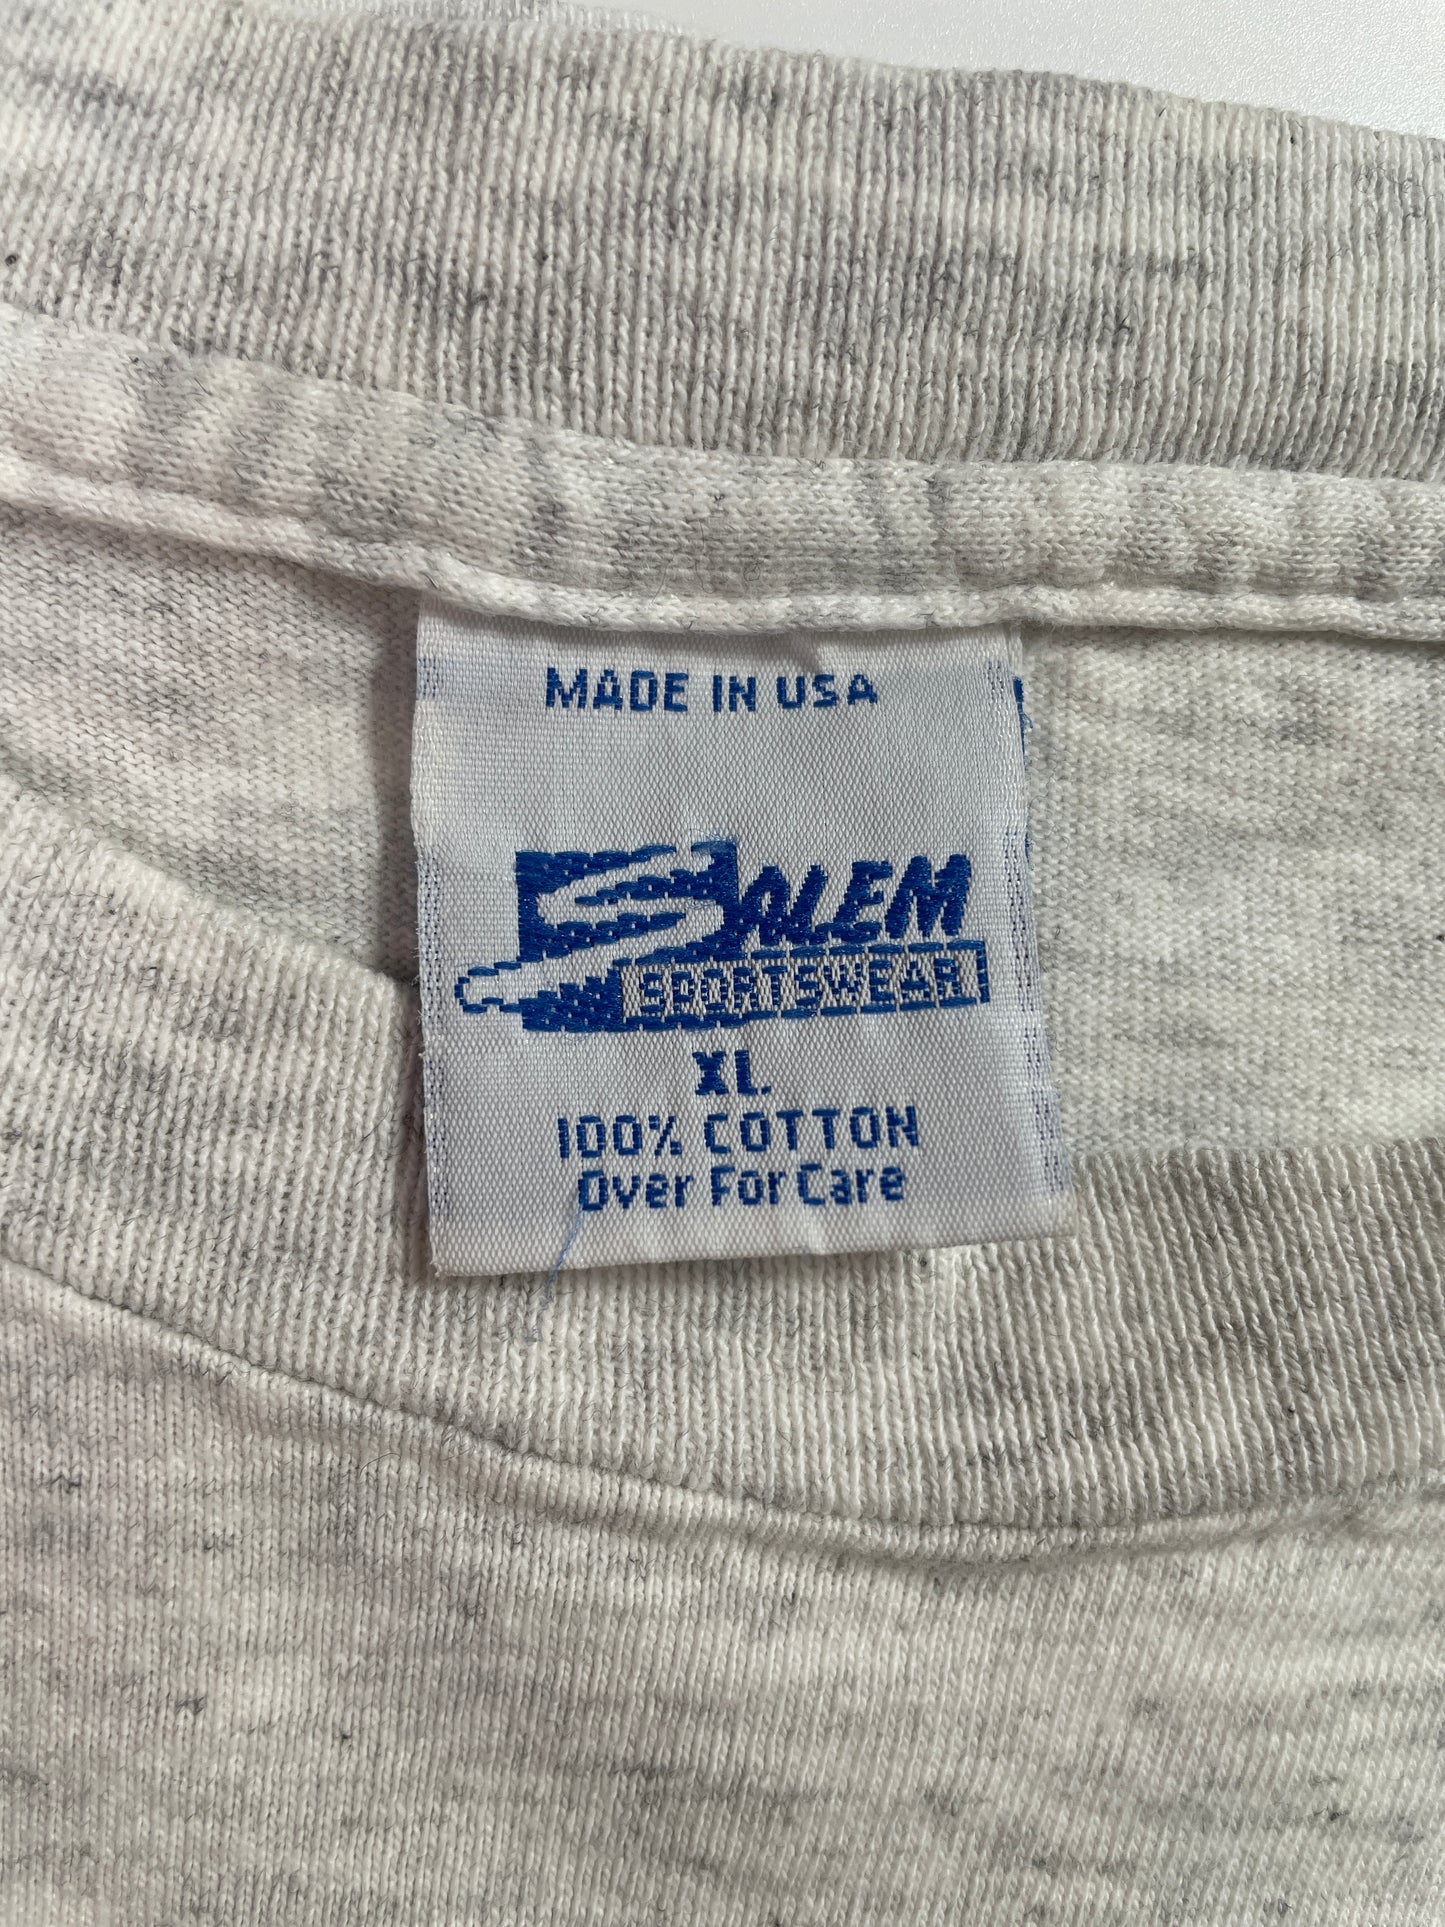 MADE IN USA
SALEM
SPORTSWEAR
XL.
100% COTTON
Over For Care